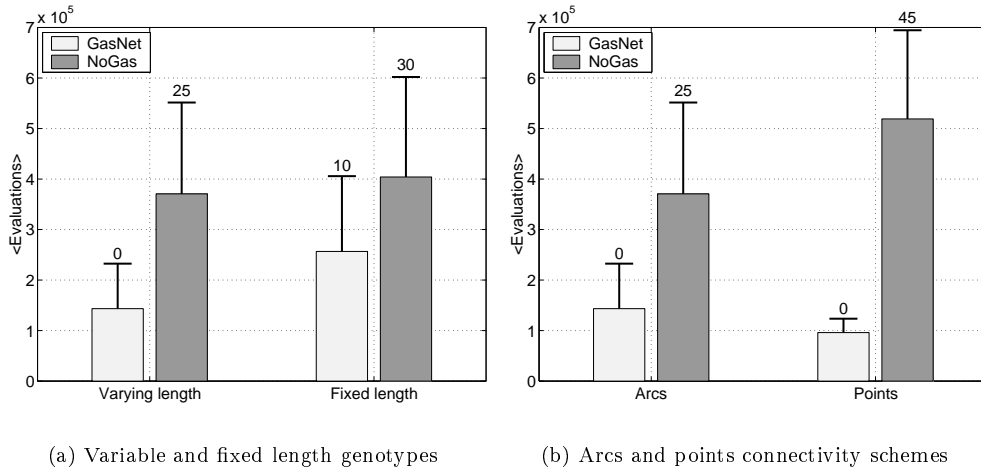 7 x 10^5
GasNet
NoGas
6
5
4
3
2
1
0
<Evaluations>
0
25
10
30
Varying length
Fixed length
(a) Variable and fixed length genotypes
7 x 10^5
GasNet
NoGas
6
5
4
3
2
1
0
<Evaluations>
0
25
0
45
Arcs
Points
(b) Arcs and points connectivity schemes